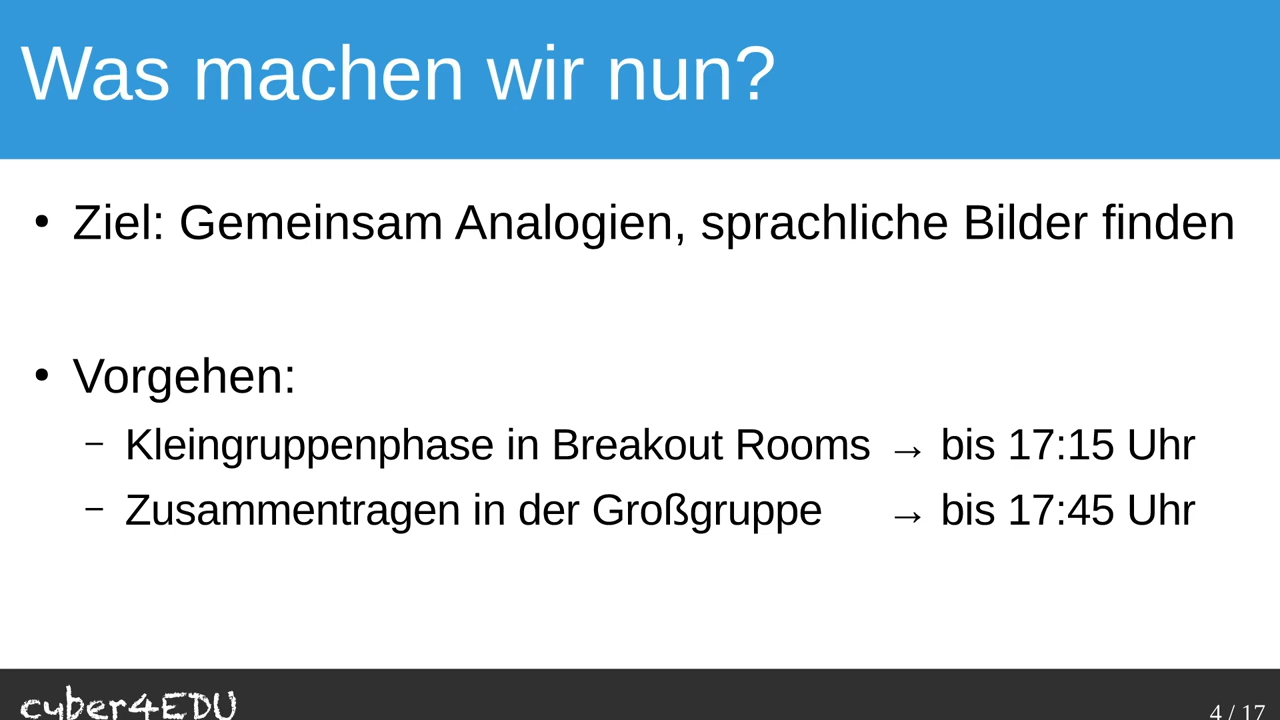 Was machen wir nun?
• Ziel: Gemeinsam Analogien, sprachliche Bilder finden
• Vorgehen:
– Kleingruppenphase in Breakout Rooms → bis 17:15 Uhr
– Zusammentragen in der Großgruppe → bis 17:45 Uhr
cyber4EDU
4 / 17